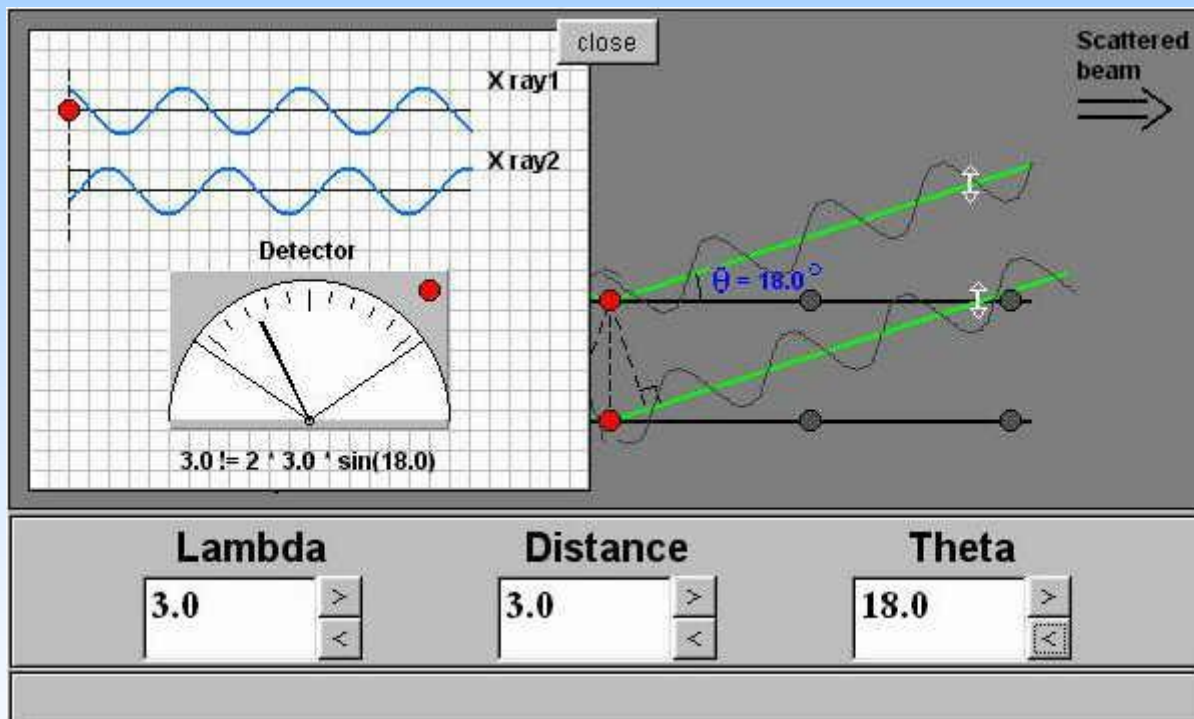 close
Scattered
beam
X ray1
X ray2
Detector
θ = 18.0°
3.0 != 2 * 3.0 * sin(18.0)
Lambda
Distance
Theta
3.0
>
<
3.0
>
<
18.0
>
<